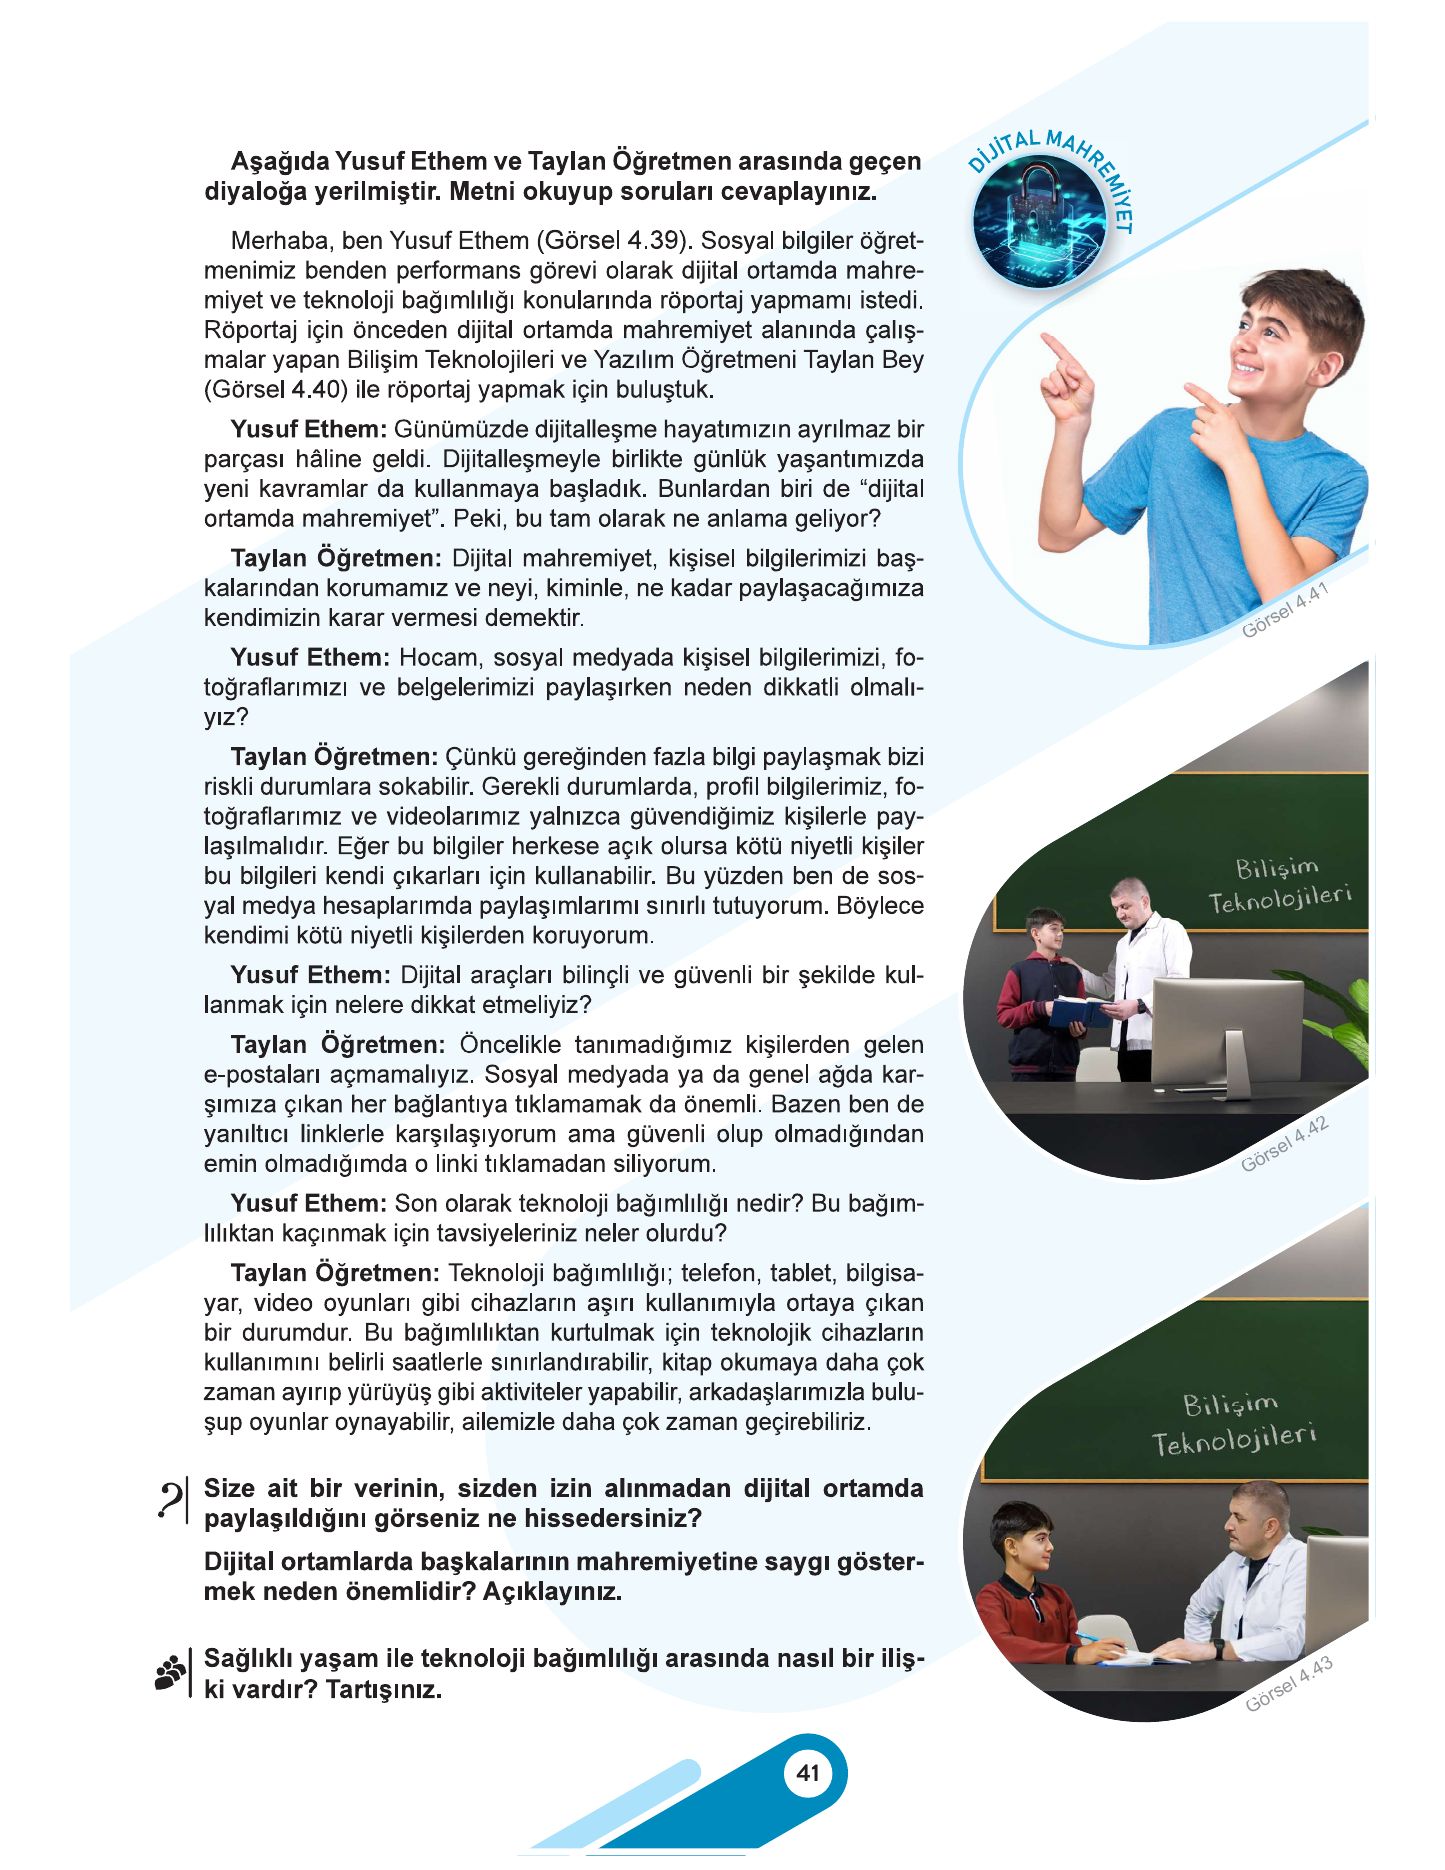 DİJİTAL MAHREMİYET
Aşağıda Yusuf Ethem ve Taylan Öğretmen arasında geçen
diyaloğa yerilmiştir. Metni okuyup soruları cevaplayınız.
Merhaba, ben Yusuf Ethem (Görsel 4.39). Sosyal bilgiler öğret-
menimiz benden performans görevi olarak dijital ortamda mahre-
miyet ve teknoloji bağımlılığı konularında röportaj yapmamı istedi.
Röportaj için önceden dijital ortamda mahremiyet alanında çalış-
malar yapan Bilişim Teknolojileri ve Yazılım Öğretmeni Taylan Bey
(Görsel 4.40) ile röportaj yapmak için buluştuk.
Yusuf Ethem: Günümüzde dijitalleşme hayatımızın ayrılmaz bir
parçası hâline geldi. Dijitalleşmeyle birlikte günlük yaşantımızda
yeni kavramlar da kullanmaya başladık. Bunlardan biri de “dijital
ortamda mahremiyet”. Peki, bu tam olarak ne anlama geliyor?
Taylan Öğretmen: Dijital mahremiyet, kişisel bilgilerimizi baş-
kalarından korumamız ve neyi, kiminle, ne kadar paylaşacağımıza
kendimizin karar vermesi demektir.
Yusuf Ethem: Hocam, sosyal medyada kişisel bilgilerimizi, fo-
toğraflarımızı ve belgelerimizi paylaşırken neden dikkatli olmalı-
yız?
Taylan Öğretmen: Çünkü gereğinden fazla bilgi paylaşmak bizi
riskli durumlara sokabilir. Gerekli durumlarda, profil bilgilerimiz, fo-
toğraflarımız ve videolarımız yalnızca güvendiğimiz kişilerle pay-
laşılmalıdır. Eğer bu bilgiler herkese açık olursa kötü niyetli kişiler
bu bilgileri kendi çıkarları için kullanabilir. Bu yüzden ben de sos-
yal medya hesaplarımda paylaşımlarımı sınırlı tutuyorum. Böylece
kendimi kötü niyetli kişilerden koruyorum.
Yusuf Ethem: Dijital araçları bilinçli ve güvenli bir şekilde kul-
lanmak için nelere dikkat etmeliyiz?
Taylan Öğretmen: Öncelikle tanımadığımız kişilerden gelen
e-postaları açmamalıyız. Sosyal medyada ya da genel ağda kar-
şımıza çıkan her bağlantıya tıklamamak da önemli. Bazen ben de
yanıltıcı linklerle karşılaşıyorum ama güvenli olup olmadığından
emin olmadığımda o linki tıklamadan siliyorum.
Yusuf Ethem: Son olarak teknoloji bağımlılığı nedir? Bu bağım-
lılıktan kaçınmak için tavsiyeleriniz neler olurdu?
Taylan Öğretmen: Teknoloji bağımlılığı; telefon, tablet, bilgisa-
yar, video oyunları gibi cihazların aşırı kullanımıyla ortaya çıkan
bir durumdur. Bu bağımlılıktan kurtulmak için teknolojik cihazların
kullanımını belirli saatlerle sınırlandırabilir, kitap okumaya daha çok
zaman ayırıp yürüyüş gibi aktiviteler yapabilir, arkadaşlarımızla bulu-
şup oyunlar oynayabilir, ailemizle daha çok zaman geçirebiliriz.
? Size ait bir verinin, sizden izin alınmadan dijital ortamda
paylaşıldığını görseniz ne hissedersiniz?
Dijital ortamlarda başkalarının mahremiyetine saygı göster-
mek neden önemlidir? Açıklayınız.
Sağlıklı yaşam ile teknoloji bağımlılığı arasında nasıl bir iliş-
ki vardır? Tartışınız.
Görsel 4.41
Bilişim
Teknolojileri
Görsel 4.42
Bilişim
Teknolojileri
Görsel 4.43
41